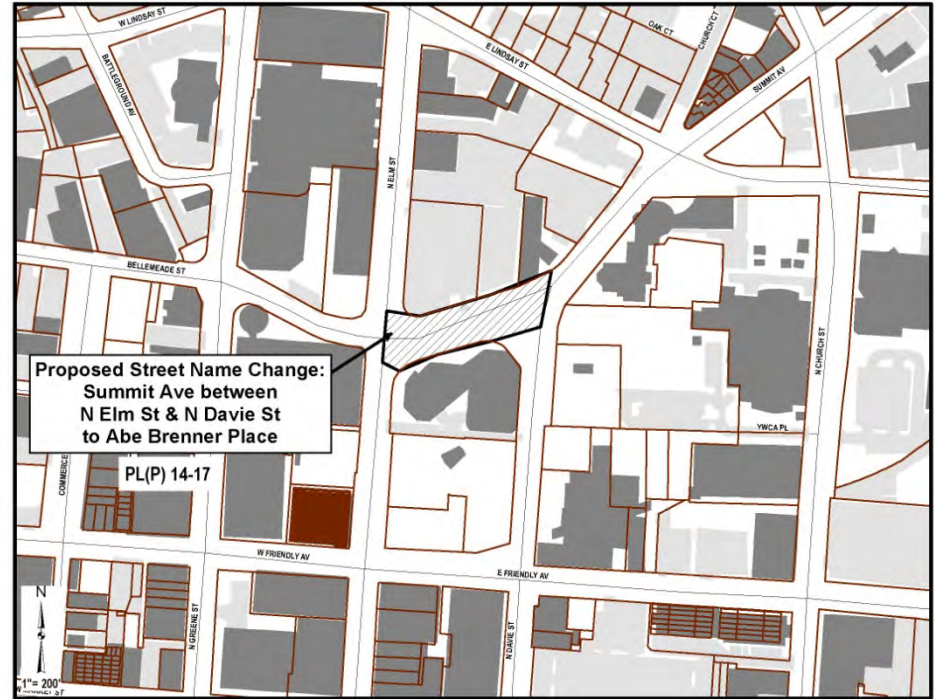 W LINDSAY ST
OAK CT
CHURCH CT
E LINDSAY ST
SUMMIT AV
BATTLEGROUND AV
N ELM ST
BELLEMEADE ST
N CHURCH ST
Proposed Street Name Change:
Summit Ave between
N Elm St & N Davie St
to Abe Brenner Place
YWCA PL
PL(P) 14-17
COMMERCE
W FRIENDLY AV
E FRIENDLY AV
N
N GREENE ST
N DAVIE ST
1"= 200'